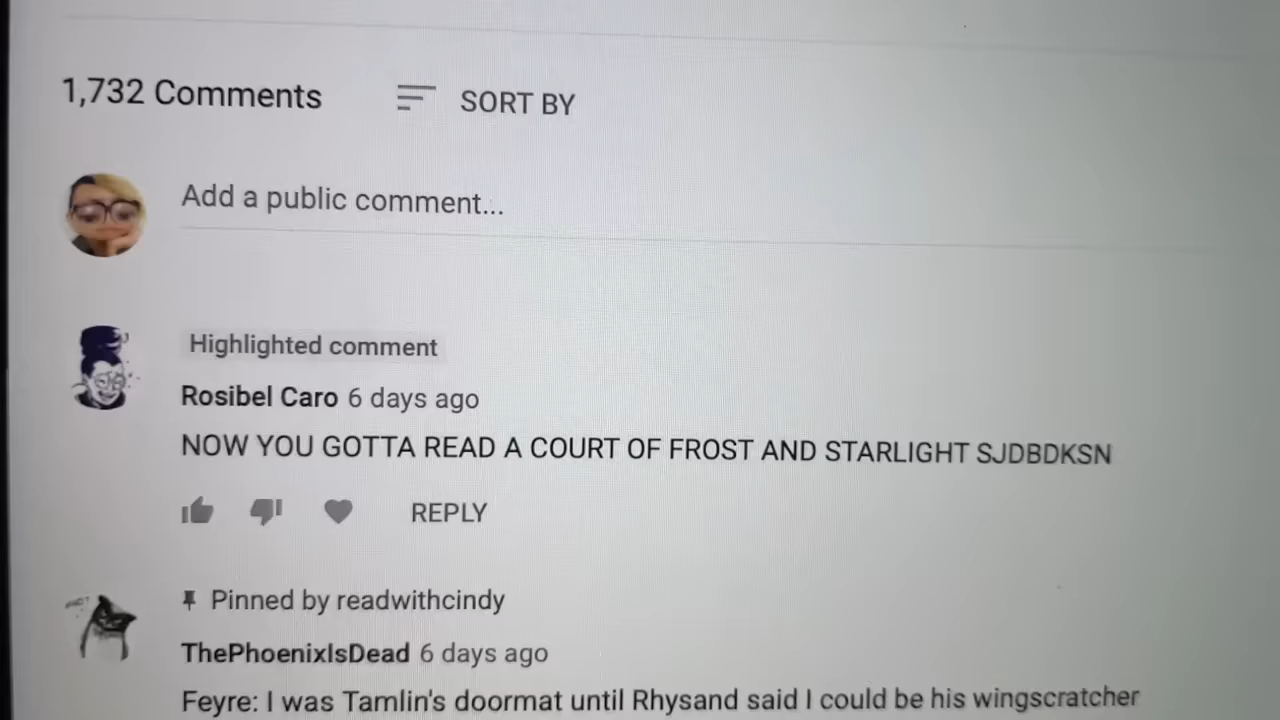 1,732 Comments SORT BY
Add a public comment...
Highlighted comment
Rosibel Caro 6 days ago
NOW YOU GOTTA READ A COURT OF FROST AND STARLIGHT SJDBDKSN
REPLY
Pinned by readwithcindy
ThePhoenixIsDead 6 days ago
Feyre: I was Tamlin's doormat until Rhysand said I could be his wingscratcher